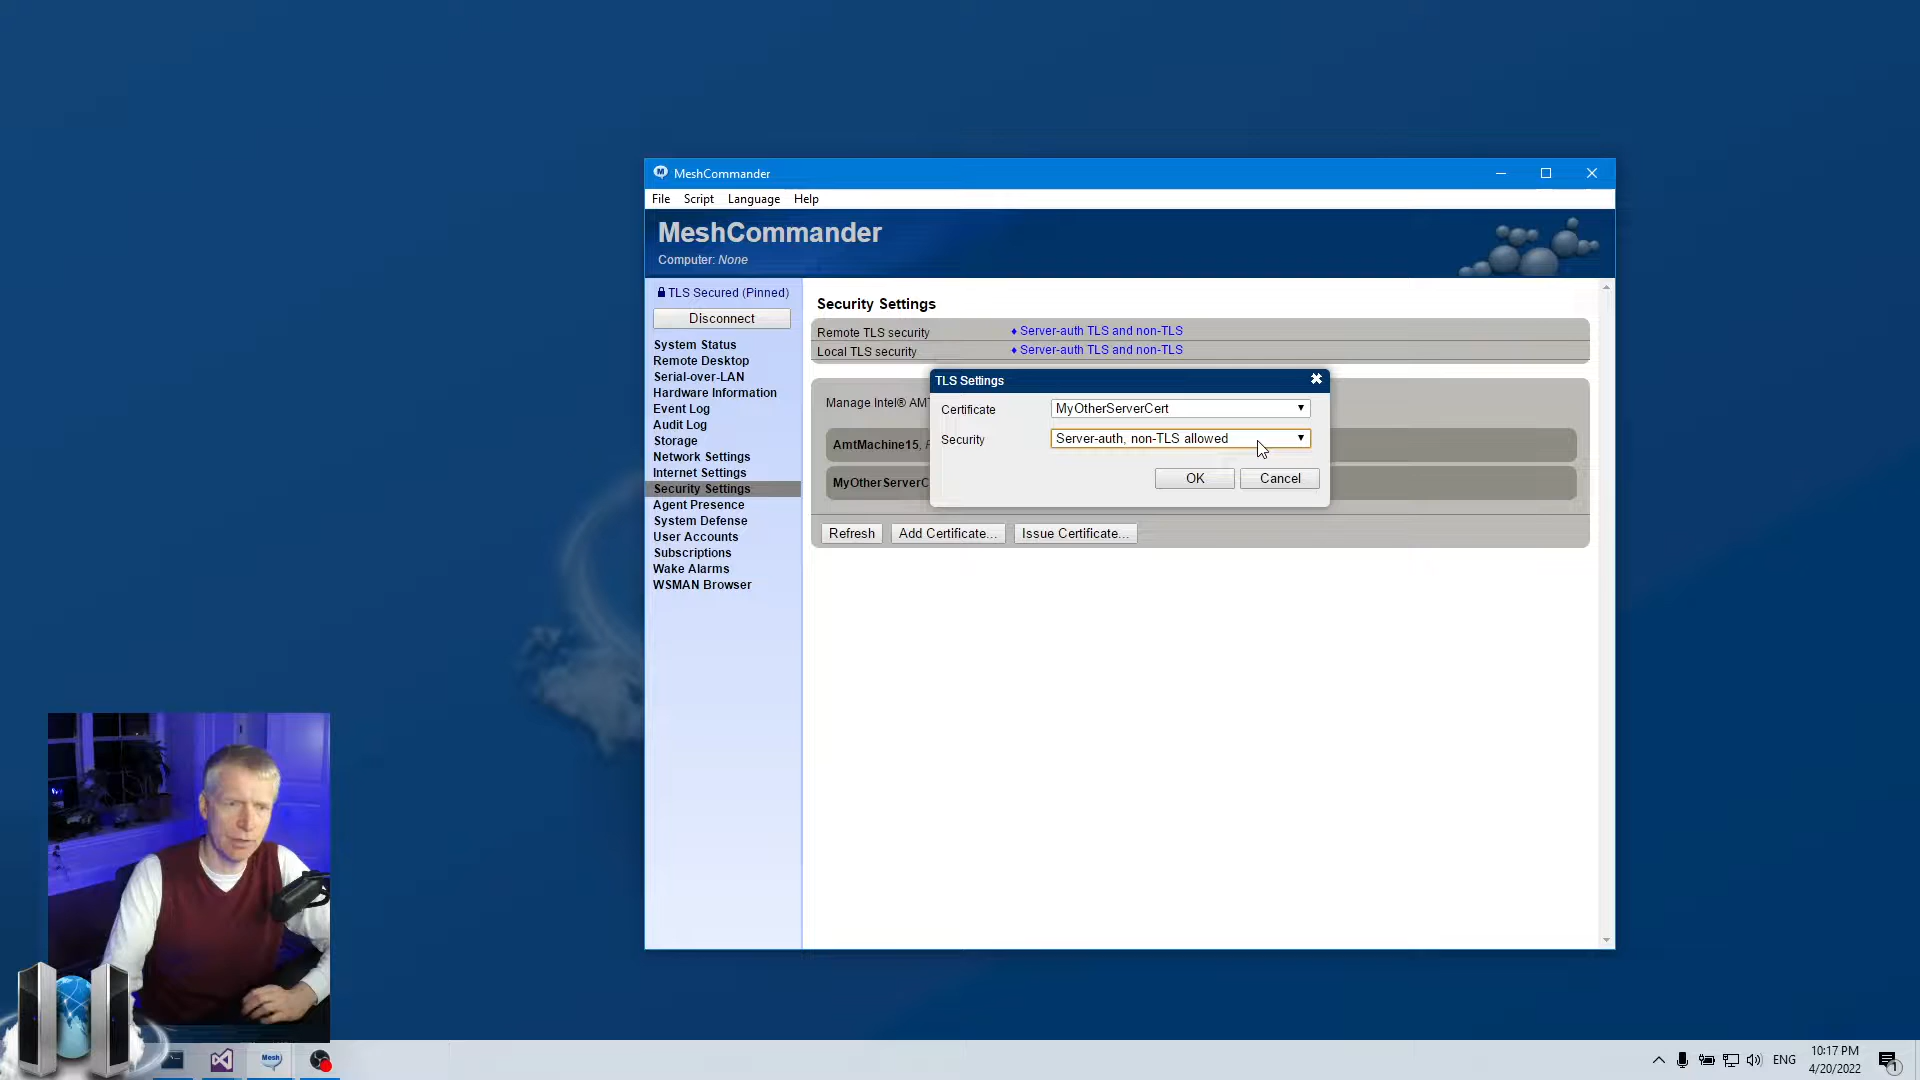 MeshCommander
File Script Language Help
MeshCommander
Computer: None
TLS Secured (Pinned)
Disconnect
System Status
Remote Desktop
Serial-over-LAN
Hardware Information
Event Log
Audit Log
Storage
Network Settings
Internet Settings
Security Settings
Agent Presence
System Defense
User Accounts
Subscriptions
Wake Alarms
WSMAN Browser
Security Settings
Remote TLS security ♦ Server-auth TLS and non-TLS
Local TLS security ♦ Server-auth TLS and non-TLS
Manage Intel® AMT
AmtMachine15,
MyOtherServerC
Refresh Add Certificate... Issue Certificate...
TLS Settings
Certificate MyOtherServerCert
Security Server-auth, non-TLS allowed
OK Cancel
Mesh
ENG
10:17 PM
4/20/2022
1